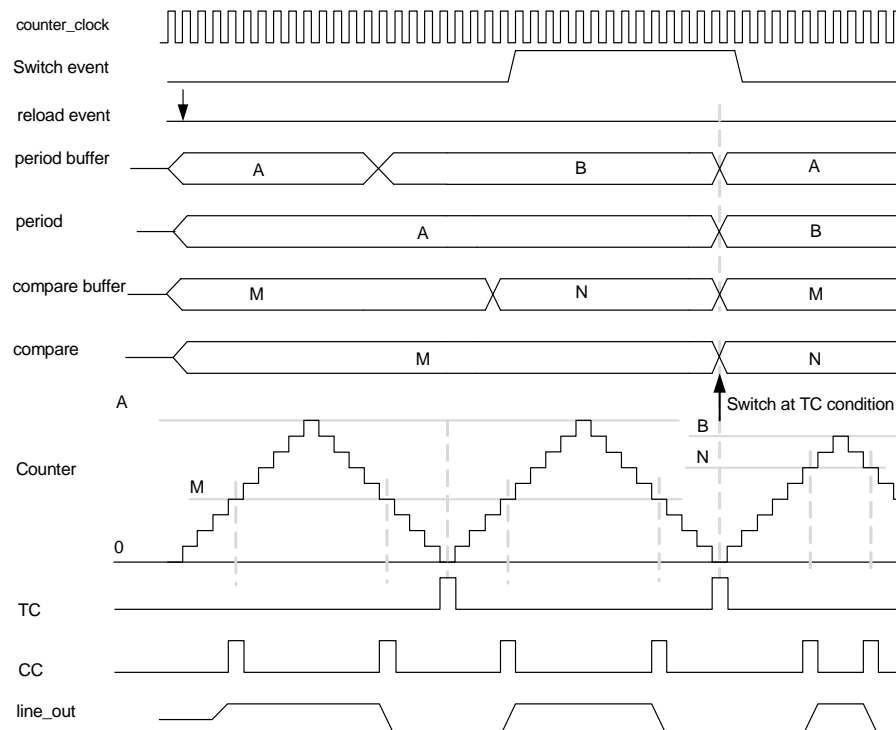 counter_clock
Switch event
reload event
period buffer A B A
period A B
compare buffer M N M
compare M N
Switch at TC condition
A
B
N
Counter
M
0
TC
CC
line_out